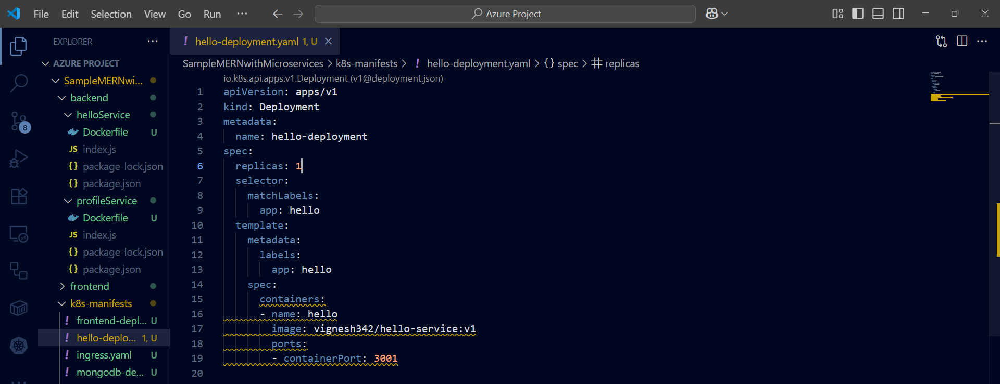 File Edit Selection View Go Run ···
Azure Project
EXPLORER ···
AZURE PROJECT
SampleMERNwi...
backend
helloService
Dockerfile U
index.js
package-lock.json
package.json
profileService
Dockerfile U
index.js
package-lock.json
package.json
frontend
k8s-manifests
frontend-depl... U
hello-deplo... 1, U
ingress.yaml U
mongodb-de... U
8
hello-deployment.yaml 1, U
SampleMERNwithMicroservices > k8s-manifests > ! hello-deployment.yaml > {} spec > # replicas
io.k8s.api.apps.v1.Deployment (v1@deployment.json)
1 apiVersion: apps/v1
2 kind: Deployment
3 metadata:
4 name: hello-deployment
5 spec:
6 replicas: 1
7 selector:
8 matchLabels:
9 app: hello
10 template:
11 metadata:
12 labels:
13 app: hello
14 spec:
15 containers:
16 - name: hello
17 image: vignesh342/hello-service:v1
18 ports:
19 - containerPort: 3001
20